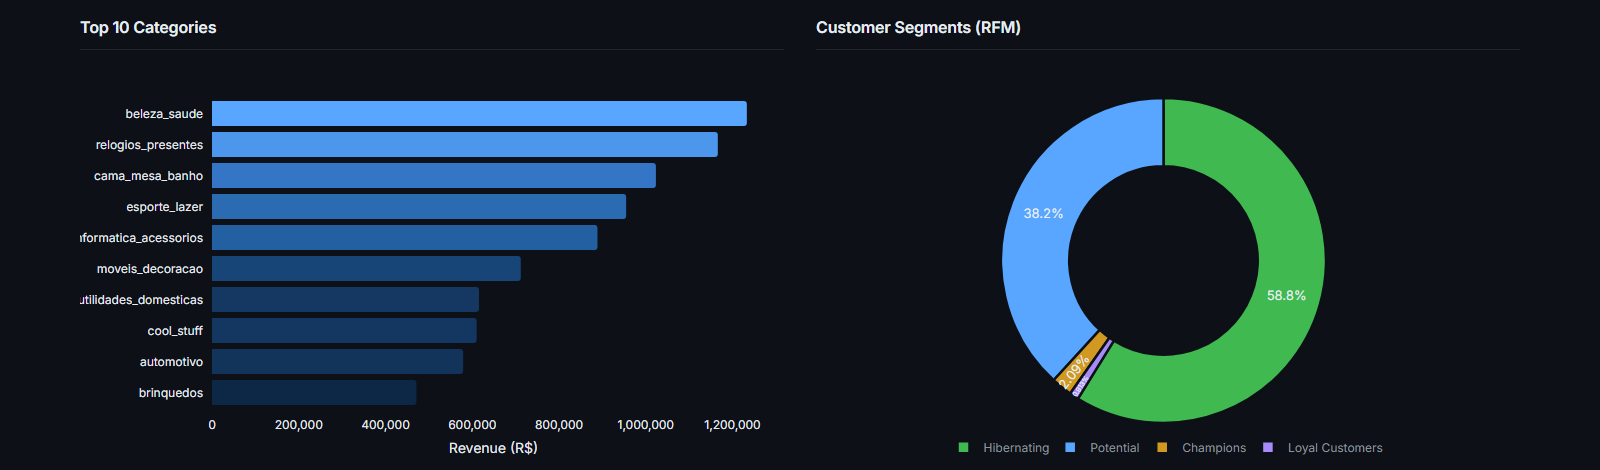 Top 10 Categories
beleza_saude
relogios_presentes
cama_mesa_banho
esporte_lazer
nformatica_acessorios
moveis_decoracao
utilidades_domesticas
cool_stuff
automotivo
brinquedos
0 200,000 400,000 600,000 800,000 1,000,000 1,200,000
Revenue (R$)
Customer Segments (RFM)
38.2%
58.8%
2.09%
Hibernating Potential Champions Loyal Customers